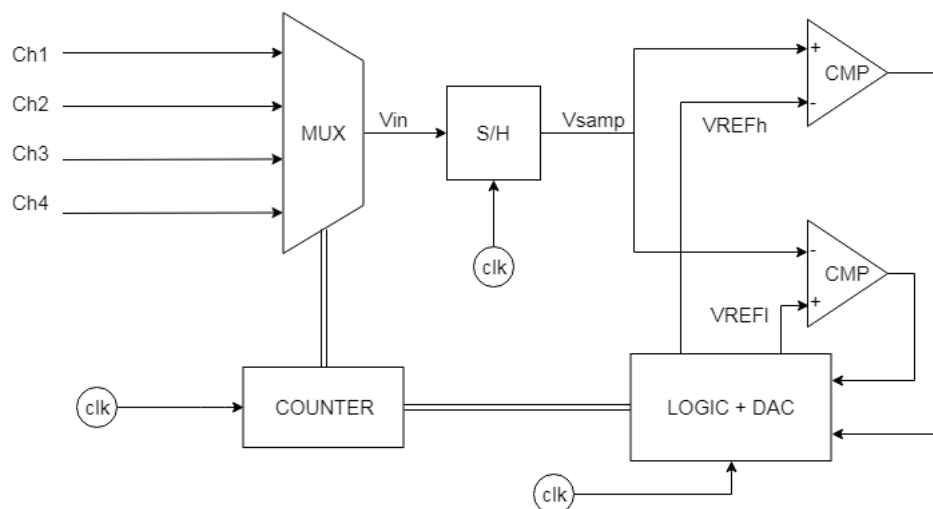 Ch1
Ch2
Ch3
Ch4
MUX
Vin
S/H
Vsamp
clk
+
CMP
-
VREFh
-
CMP
+
VREFl
clk
COUNTER
LOGIC + DAC
clk